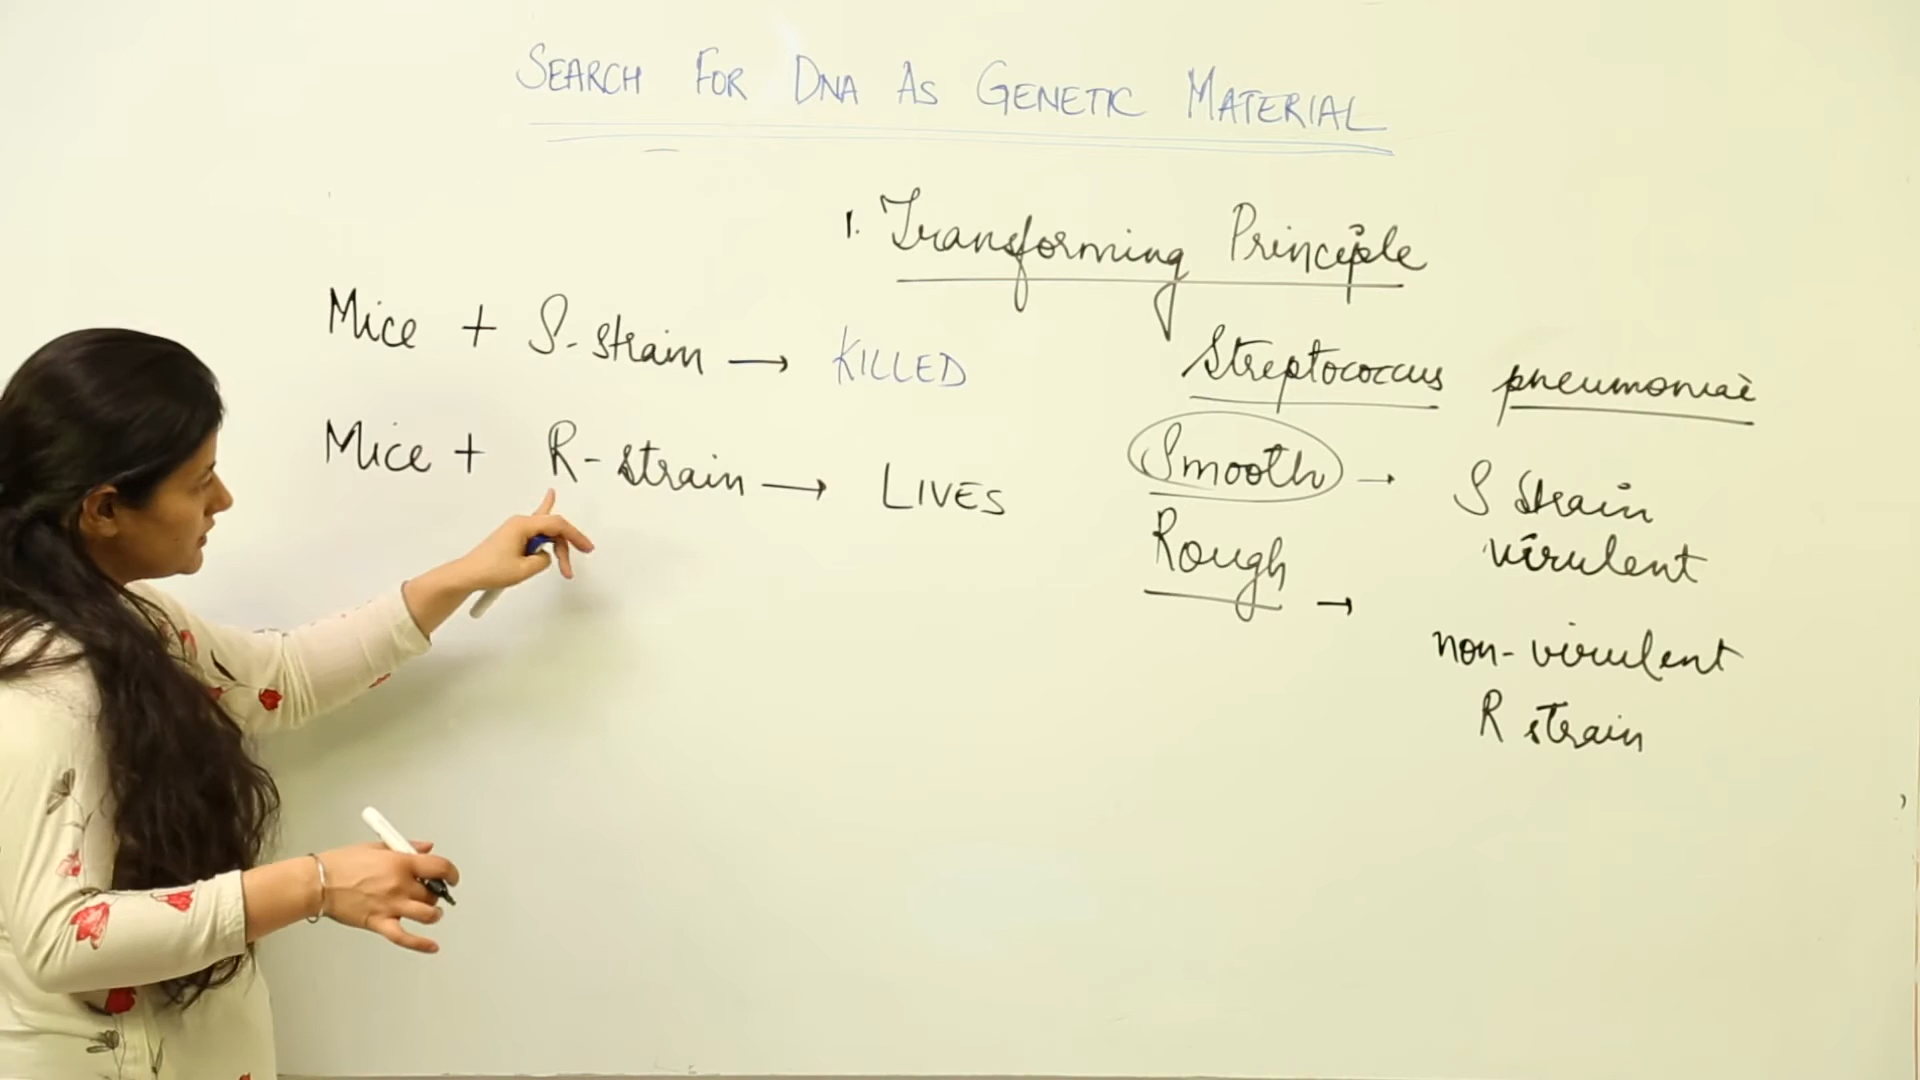 SEARCH FOR DNA AS GENETIC MATERIAL
1. Transforming Principle
Mice + S-strain → KILLED
Mice + R-strain → LIVES
Streptococcus pneumoniae
Smooth → S strain
virulent
Rough →
non-virulent
R strain